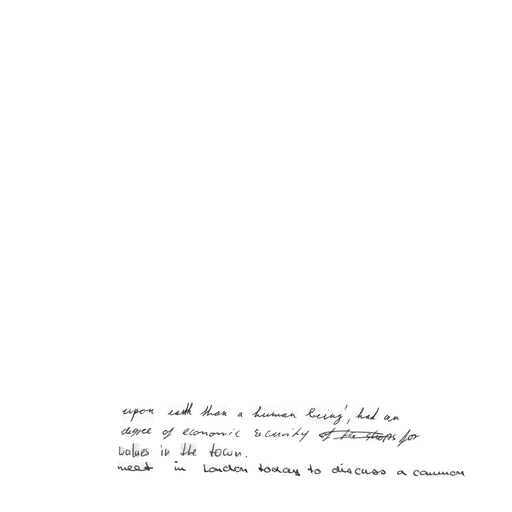 upon earth than a human being', had an
degree of economic security of the shops for
values in the town.
meet in London today to discuss a common